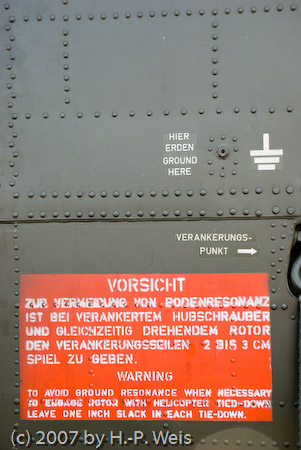 HIER
ERDEN
GROUND
HERE
VERANKERUNGS-
PUNKT
VORSICHT
ZUR VERMEIDUNG VON BODENRESONANZ
IST BEI VERANKERTEM HUBSCHRAUBER
UND GLEICHZEITIG DREHENDEM ROTOR
DEN VERANKERUNGSSEILEN 2 BIS 3 CM
SPIEL ZU GEBEN.
WARNING
TO AVOID GROUND RESONANCE WHEN NECESSARY
TO ENGAGE ROTOR WITH HELICOPTER TIED-DOWN
LEAVE ONE INCH SLACK IN EACH TIE-DOWN.
(c) 2007 by H.-P. Weis